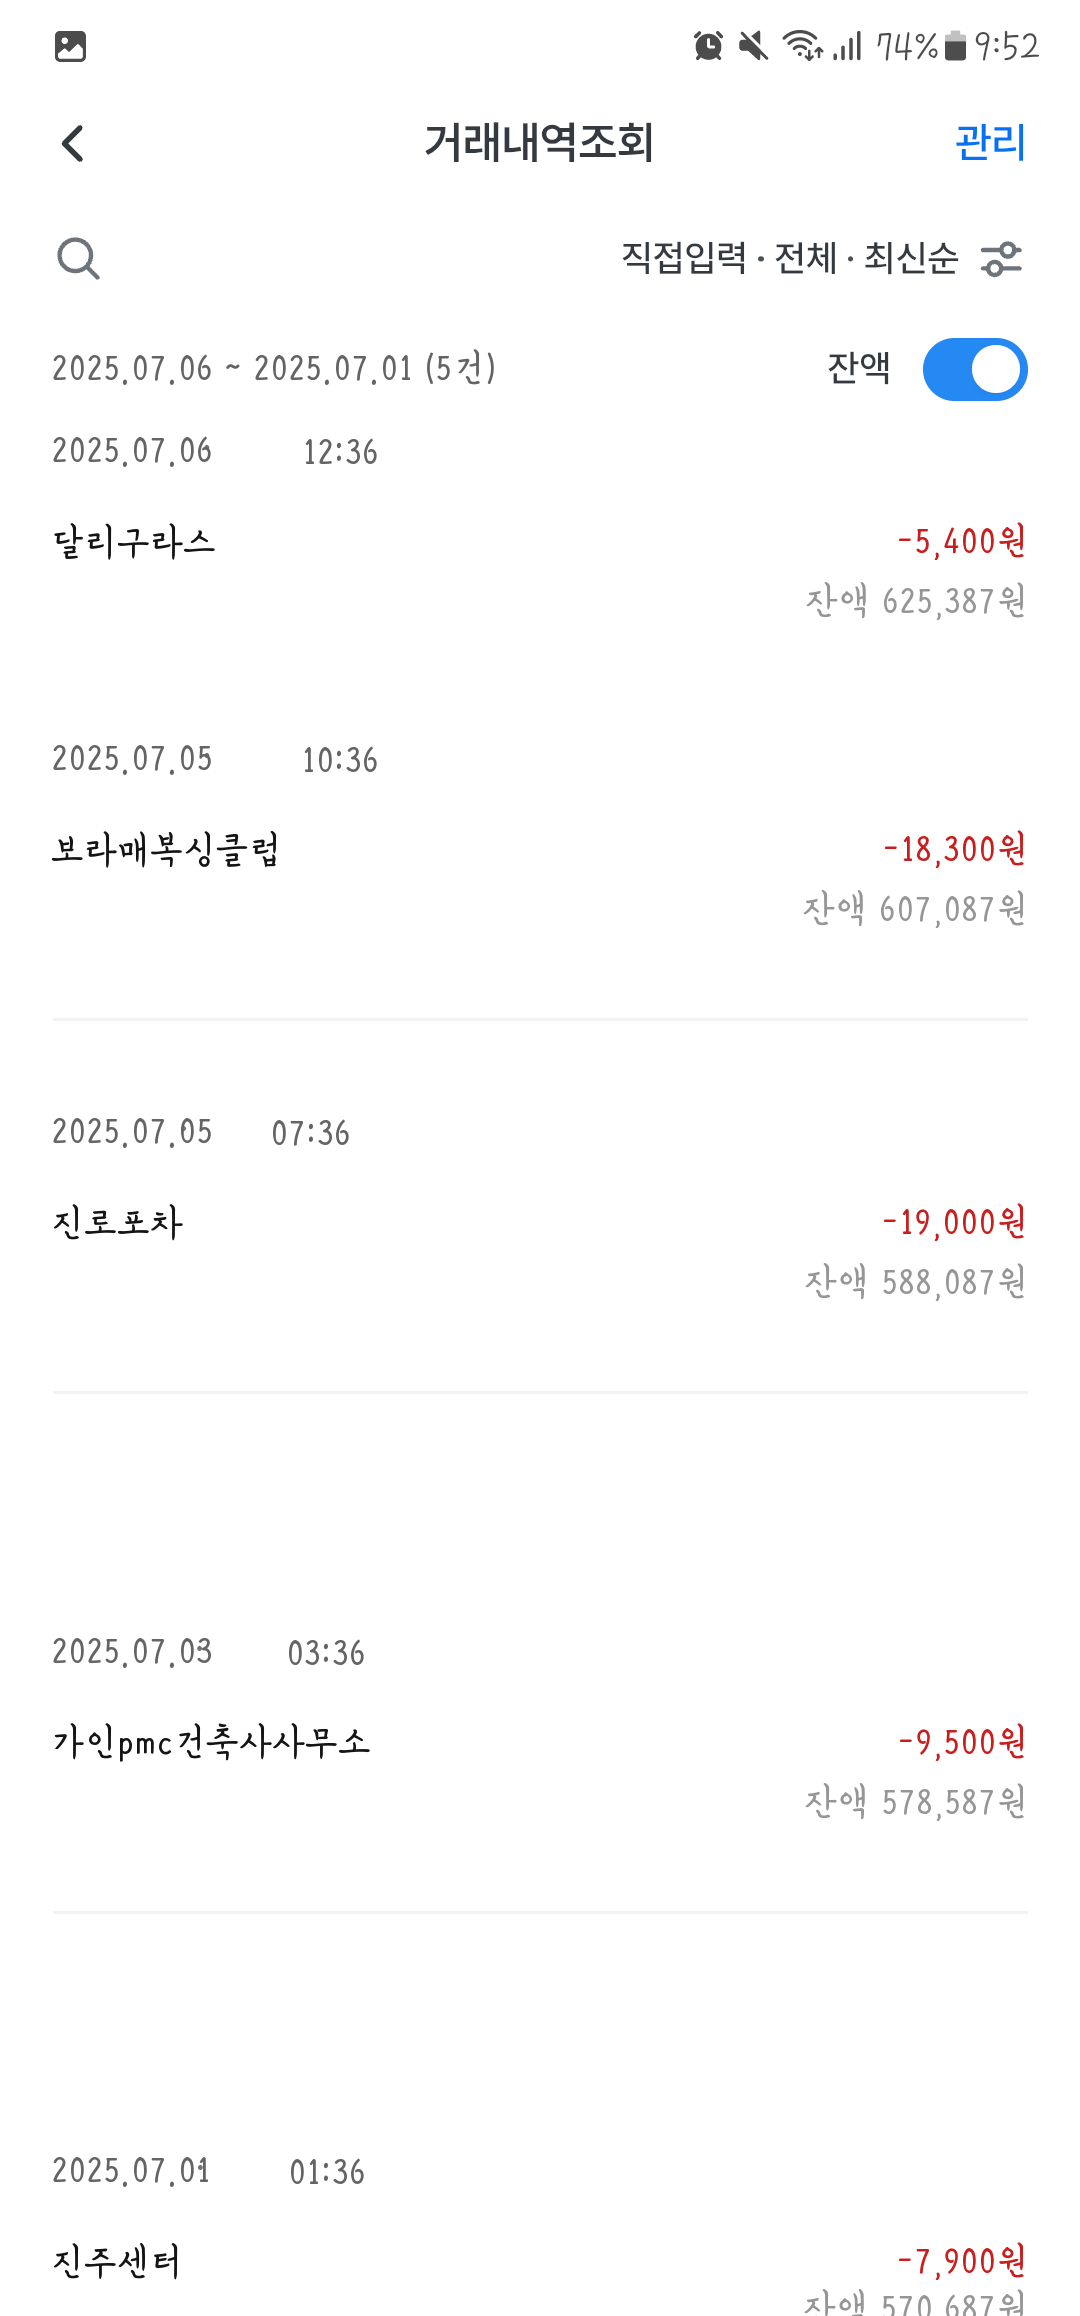 74% 9:52
거래내역조회 관리
직접입력 · 전체 · 최신순
2025.07.06 ~ 2025.07.01 (5건) 잔액
2025.07.06 12:36
달리구라스 -5,400원
잔액 625,387원
2025.07.05 10:36
보라매복싱클럽 -18,300원
잔액 607,087원
2025.07.05 07:36
진로포차 -19,000원
잔액 588,087원
2025.07.03 03:36
가인pmc건축사사무소 -9,500원
잔액 578,587원
2025.07.01 01:36
진주센터 -7,900원
잔액 570,687원